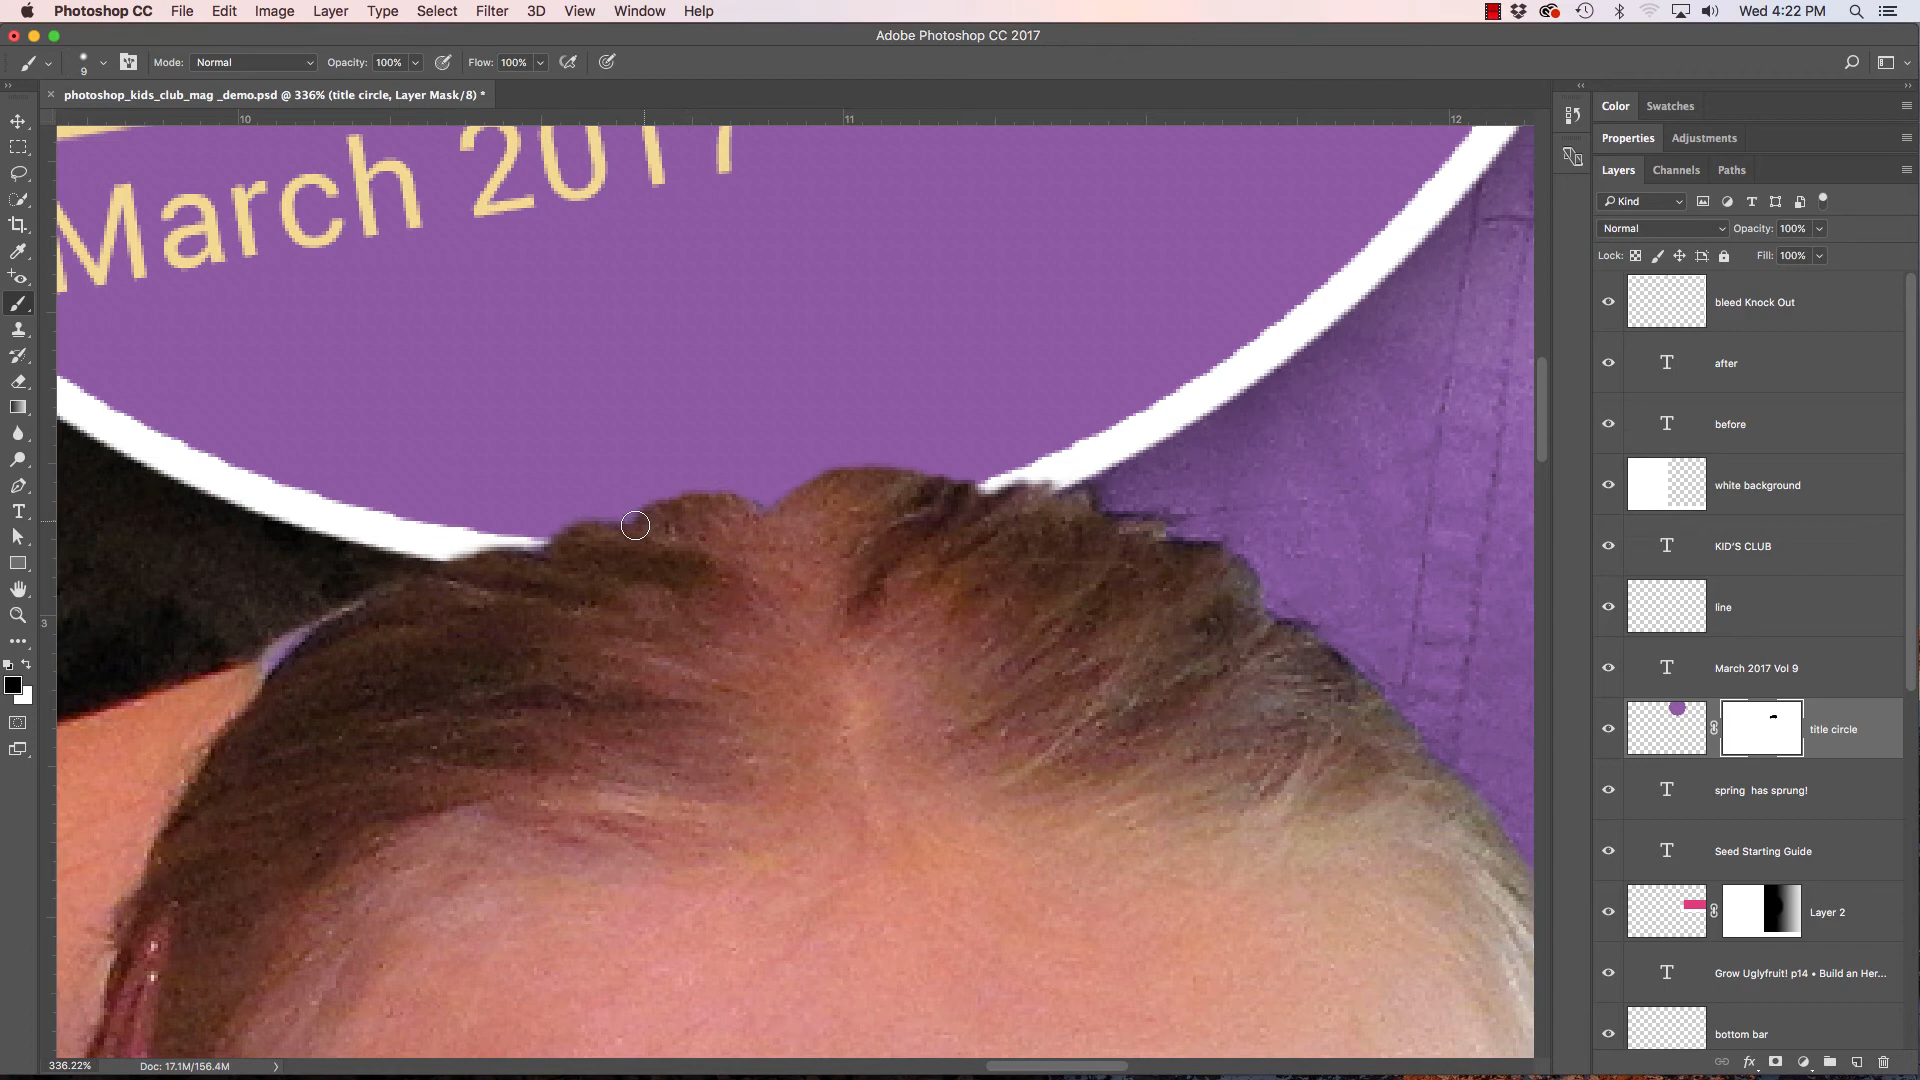 Photoshop CC File Edit Image Layer Type Select Filter 3D View Window Help Wed 4:22 PM
Adobe Photoshop CC 2017
9 Mode: Normal Opacity: 100% Flow: 100%
photoshop_kids_club_mag _demo.psd @ 336% (title circle, Layer Mask/8) *
10 11 12
3
March 2017
Color Swatches
Properties Adjustments
Layers Channels Paths
Kind
Normal Opacity: 100%
Lock: Fill: 100%
bleed Knock Out
T after
T before
white background
T KID'S CLUB
line
T March 2017 Vol 9
title circle
T spring has sprung!
T Seed Starting Guide
Layer 2
T Grow Uglyfruit! p14 • Build an Her...
bottom bar
336.22% Doc: 17.1M/156.4M
fx